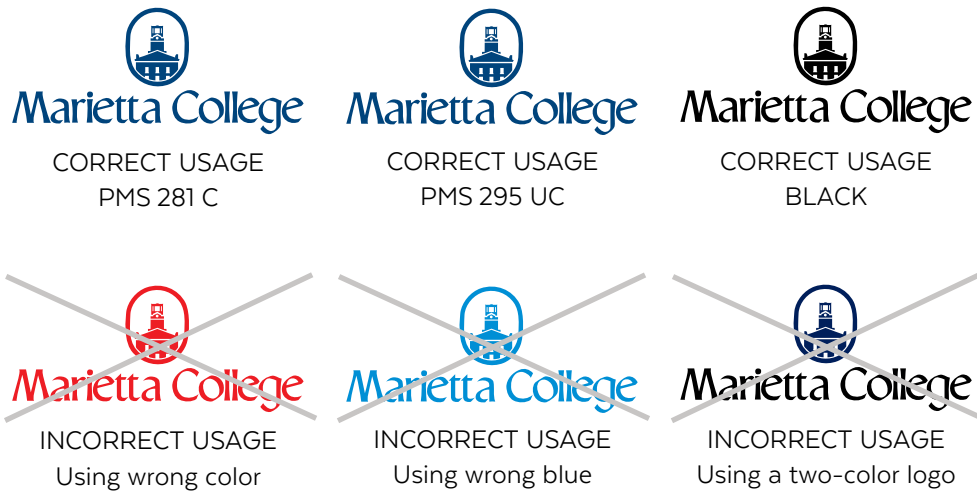 Marietta College
CORRECT USAGE
PMS 281 C
Marietta College
CORRECT USAGE
PMS 295 UC
Marietta College
CORRECT USAGE
BLACK
Marietta College
INCORRECT USAGE
Using wrong color
Marietta College
INCORRECT USAGE
Using wrong blue
Marietta College
INCORRECT USAGE
Using a two-color logo